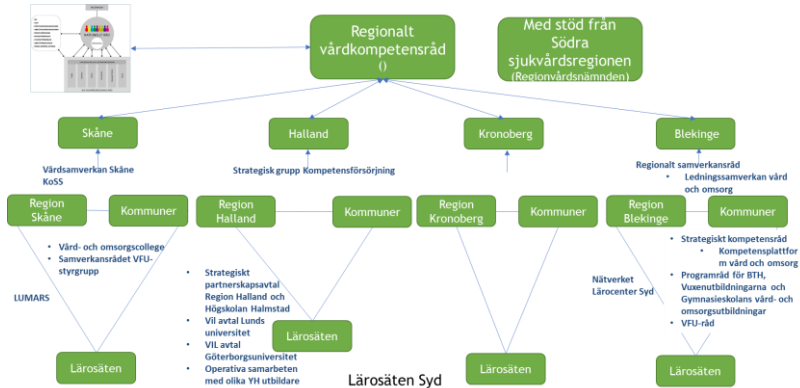 Regionalt
vårdkompetensråd
()
Med stöd från
Södra
sjukvårdsregionen
(Regionvårdsnämnden)
Skåne
Halland
Kronoberg
Blekinge
Vårdsamverkan Skåne
KoSS
Strategisk grupp Kompetensförsörjning
Regionalt samverkansråd
• Ledningssamverkan vård
och omsorg
Region
Skåne
Kommuner
Region
Halland
Kommuner
Region
Kronoberg
Kommuner
Region
Blekinge
Kommuner
• Vård- och omsorgscollege
• Samverkansrådet VFU-
styrgrupp
LUMARS
Lärosäten
• Strategiskt
partnerskapsavtal
Region Halland och
Högskolan Halmstad
• Vil avtal Lunds
universitet
• VIL avtal
Göteborgsuniversitet
• Operativa samarbeten
med olika YH utbildare
Lärosäten
Lärosäten
Nätverket
Lärocenter Syd
• Strategiskt kompetensråd
• Kompetensplattfor
m vård och omsorg
• Programråd för BTH,
Vuxenutbildningarna och
Gymnasieskolans vård- och
omsorgsutbildningar
• VFU-råd
Lärosäten
Lärosäten Syd